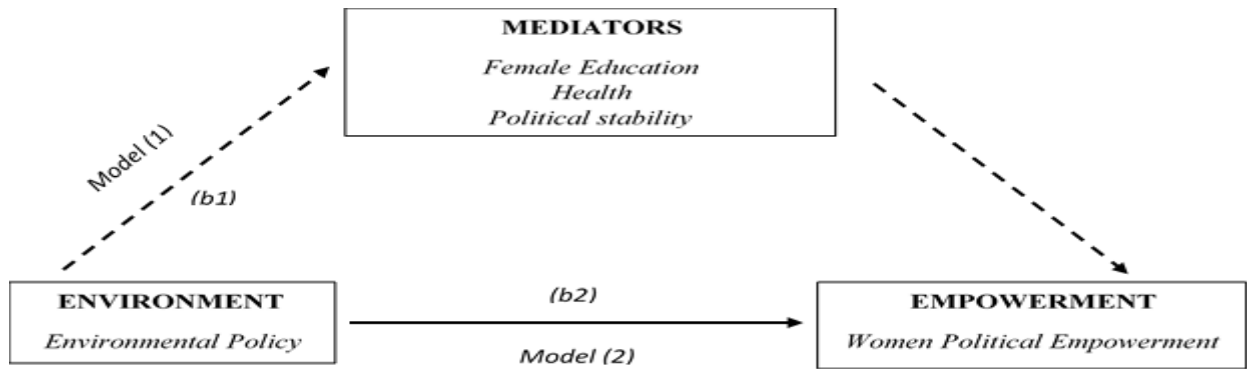 MEDIATORS
Female Education
Health
Political stability
Model (1)
(b1)
ENVIRONMENT
Environmental Policy
(b2)
Model (2)
EMPOWERMENT
Women Political Empowerment